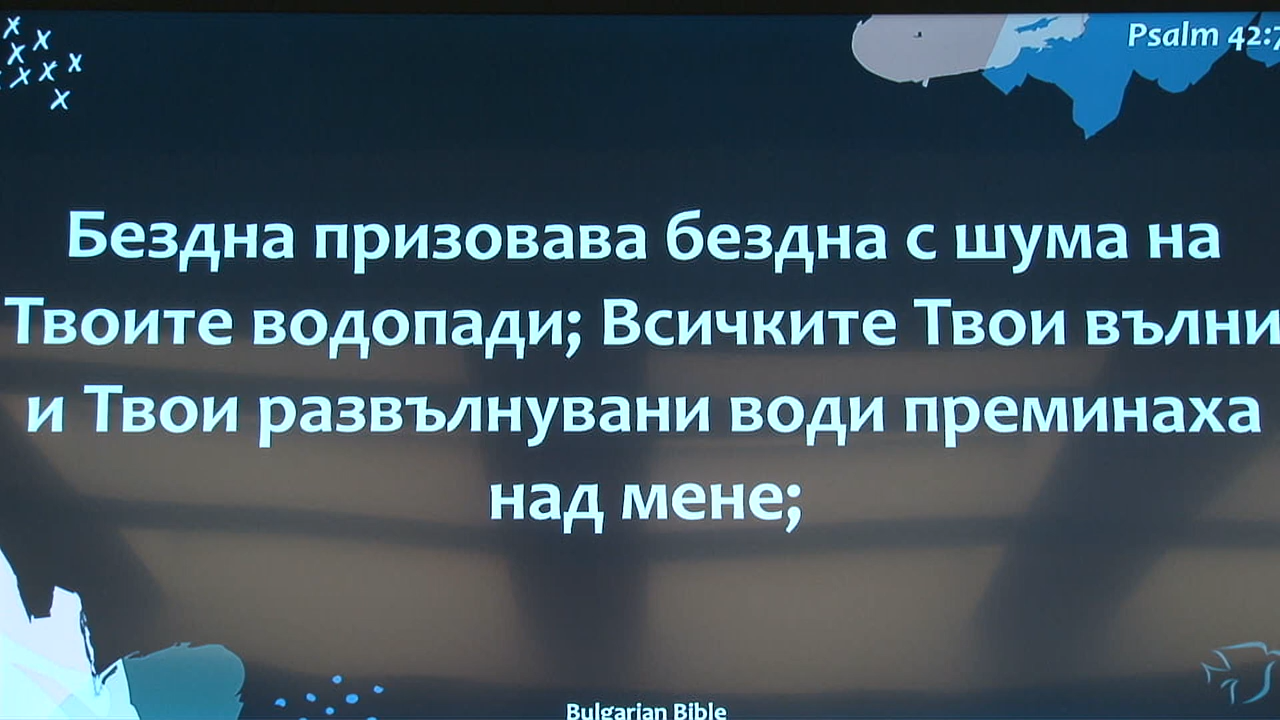 Psalm 42:7
Бездна призовава бездна с шума на
Твоите водопади; Всичките Твои вълни
и Твои развълнувани води преминаха
над мене;
Bulgarian Bible